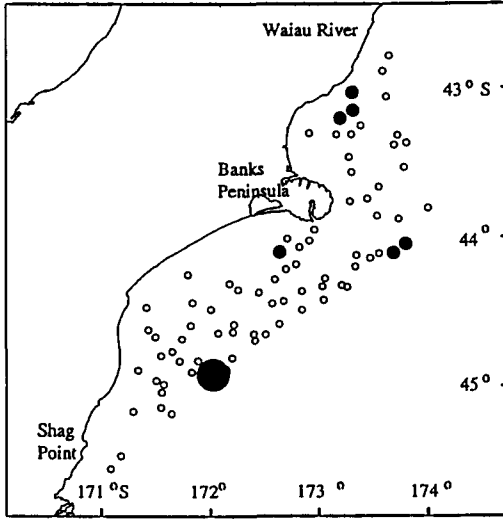 Waiau River
43° S
Banks
Peninsula
44°
45°
Shag
Point
171° S
172°
173°
174°